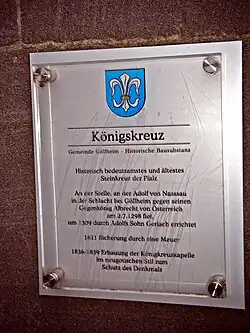 Königskreuz
Gemeinde Göllheim - Historische Bausubstanz
Historisch bedeutsamstes und ältestes
Steinkreuz der Pfalz
An der Stelle, an der Adolf von Nassau
in der Schlacht bei Göllheim gegen seinen
Gegenkönig Albrecht von Österreich
am 2.7.1298 fiel,
um 1309 durch Adolfs Sohn Gerlach errichtet
1611 Sicherung durch eine Mauer
1836-1839 Erbauung der Königskreuzkapelle
im neugotischen Stil zum
Schutz des Denkmals